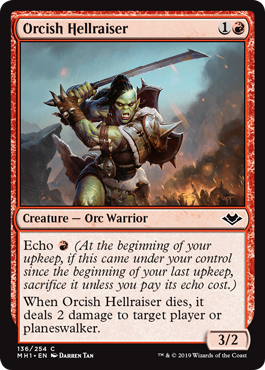 Orcish Hellraiser 1
Creature — Orc Warrior
Echo (At the beginning of your
upkeep, if this came under your control
since the beginning of your last upkeep,
sacrifice it unless you pay its echo cost.)
When Orcish Hellraiser dies, it
deals 2 damage to target player or
planeswalker.
3/2
136/254 C
MH1 • EN DARREN TAN
™ & © 2019 Wizards of the Coast